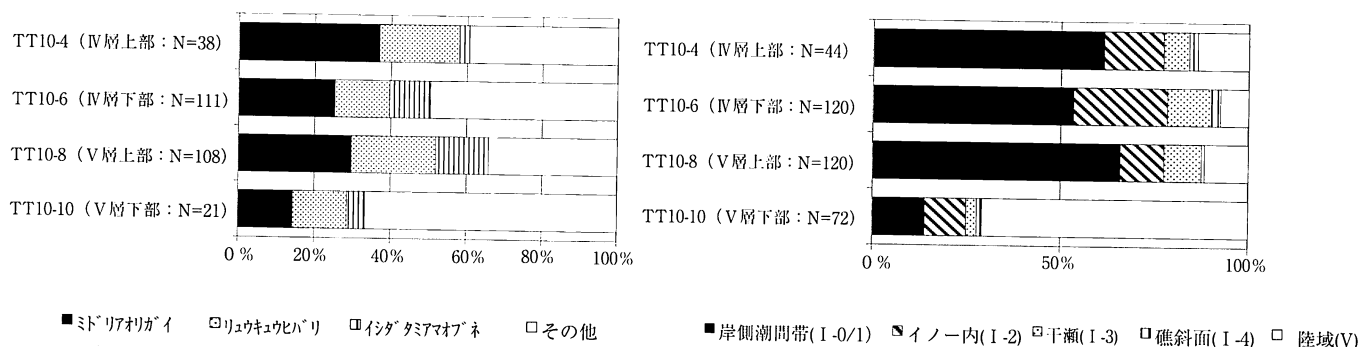 TT10-4（Ⅳ層上部：N=38）
TT10-6（Ⅳ層下部：N=111）
TT10-8（Ⅴ層上部：N=108）
TT10-10（Ⅴ層下部：N=21）
0 % 20% 40% 60% 80% 100%
■ﾐﾄﾞﾘｱｵﾘｶﾞｲ ﾘｭｳｷｭｳﾋﾊﾞﾘ ｲｼﾀﾞﾀﾐｱﾏｵﾌﾞﾈ □その他
TT10-4（Ⅳ層上部：N=44）
TT10-6（Ⅳ層下部：N=120）
TT10-8（Ⅴ層上部：N=120）
TT10-10（Ⅴ層下部：N=72）
0 % 50% 100%
■岸側潮間帯(Ⅰ-0/1) イノー内(Ⅰ-2) 干瀬(Ⅰ-3) 礁斜面(Ⅰ-4) □ 陸域(Ⅴ)